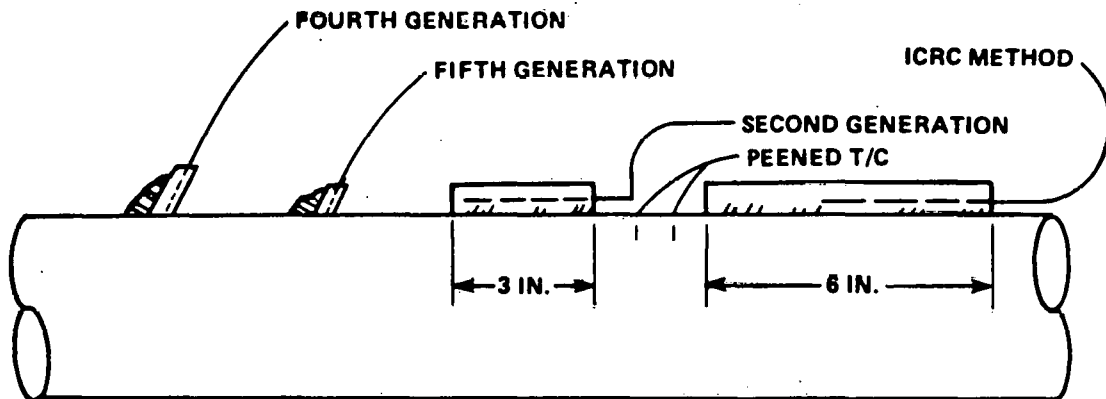 FOURTH GENERATION
FIFTH GENERATION
ICRC METHOD
SECOND GENERATION
PEENED T/C
3 IN.
6 IN.